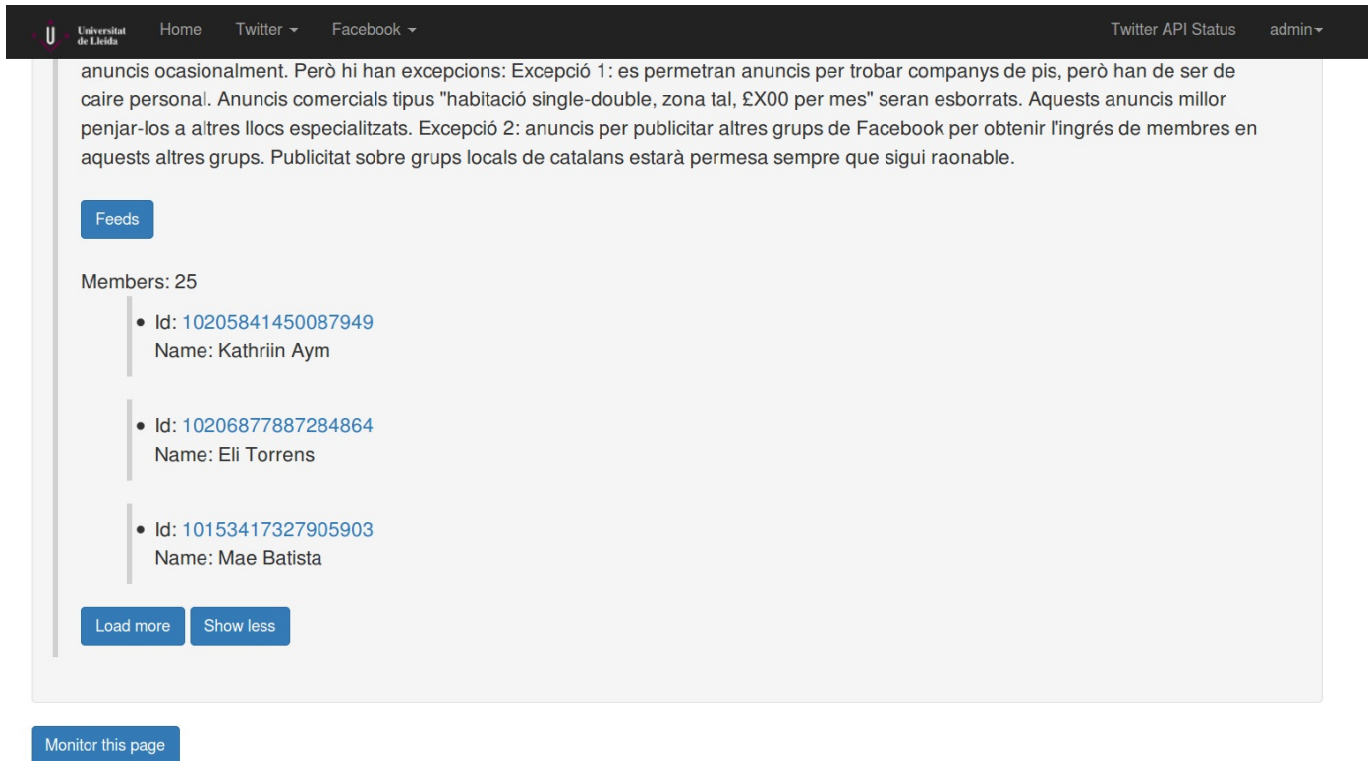 Universitat
de Lleida
Home Twitter Facebook Twitter API Status admin
anuncis ocasionalment. Però hi han excepcions: Excepció 1: es permetran anuncis per trobar companys de pis, però han de ser de
caire personal. Anuncis comercials tipus "habitació single-double, zona tal, £X00 per mes" seran esborrats. Aquests anuncis millor
penjar-los a altres llocs especialitzats. Excepció 2: anuncis per publicitar altres grups de Facebook per obtenir l'ingrés de membres en
aquests altres grups. Publicitat sobre grups locals de catalans estarà permesa sempre que sigui raonable.
Feeds
Members: 25
Id: 10205841450087949
Name: Kathriin Aym
Id: 10206877887284864
Name: Eli Torrens
Id: 10153417327905903
Name: Mae Batista
Load more Show less
Monitor this page